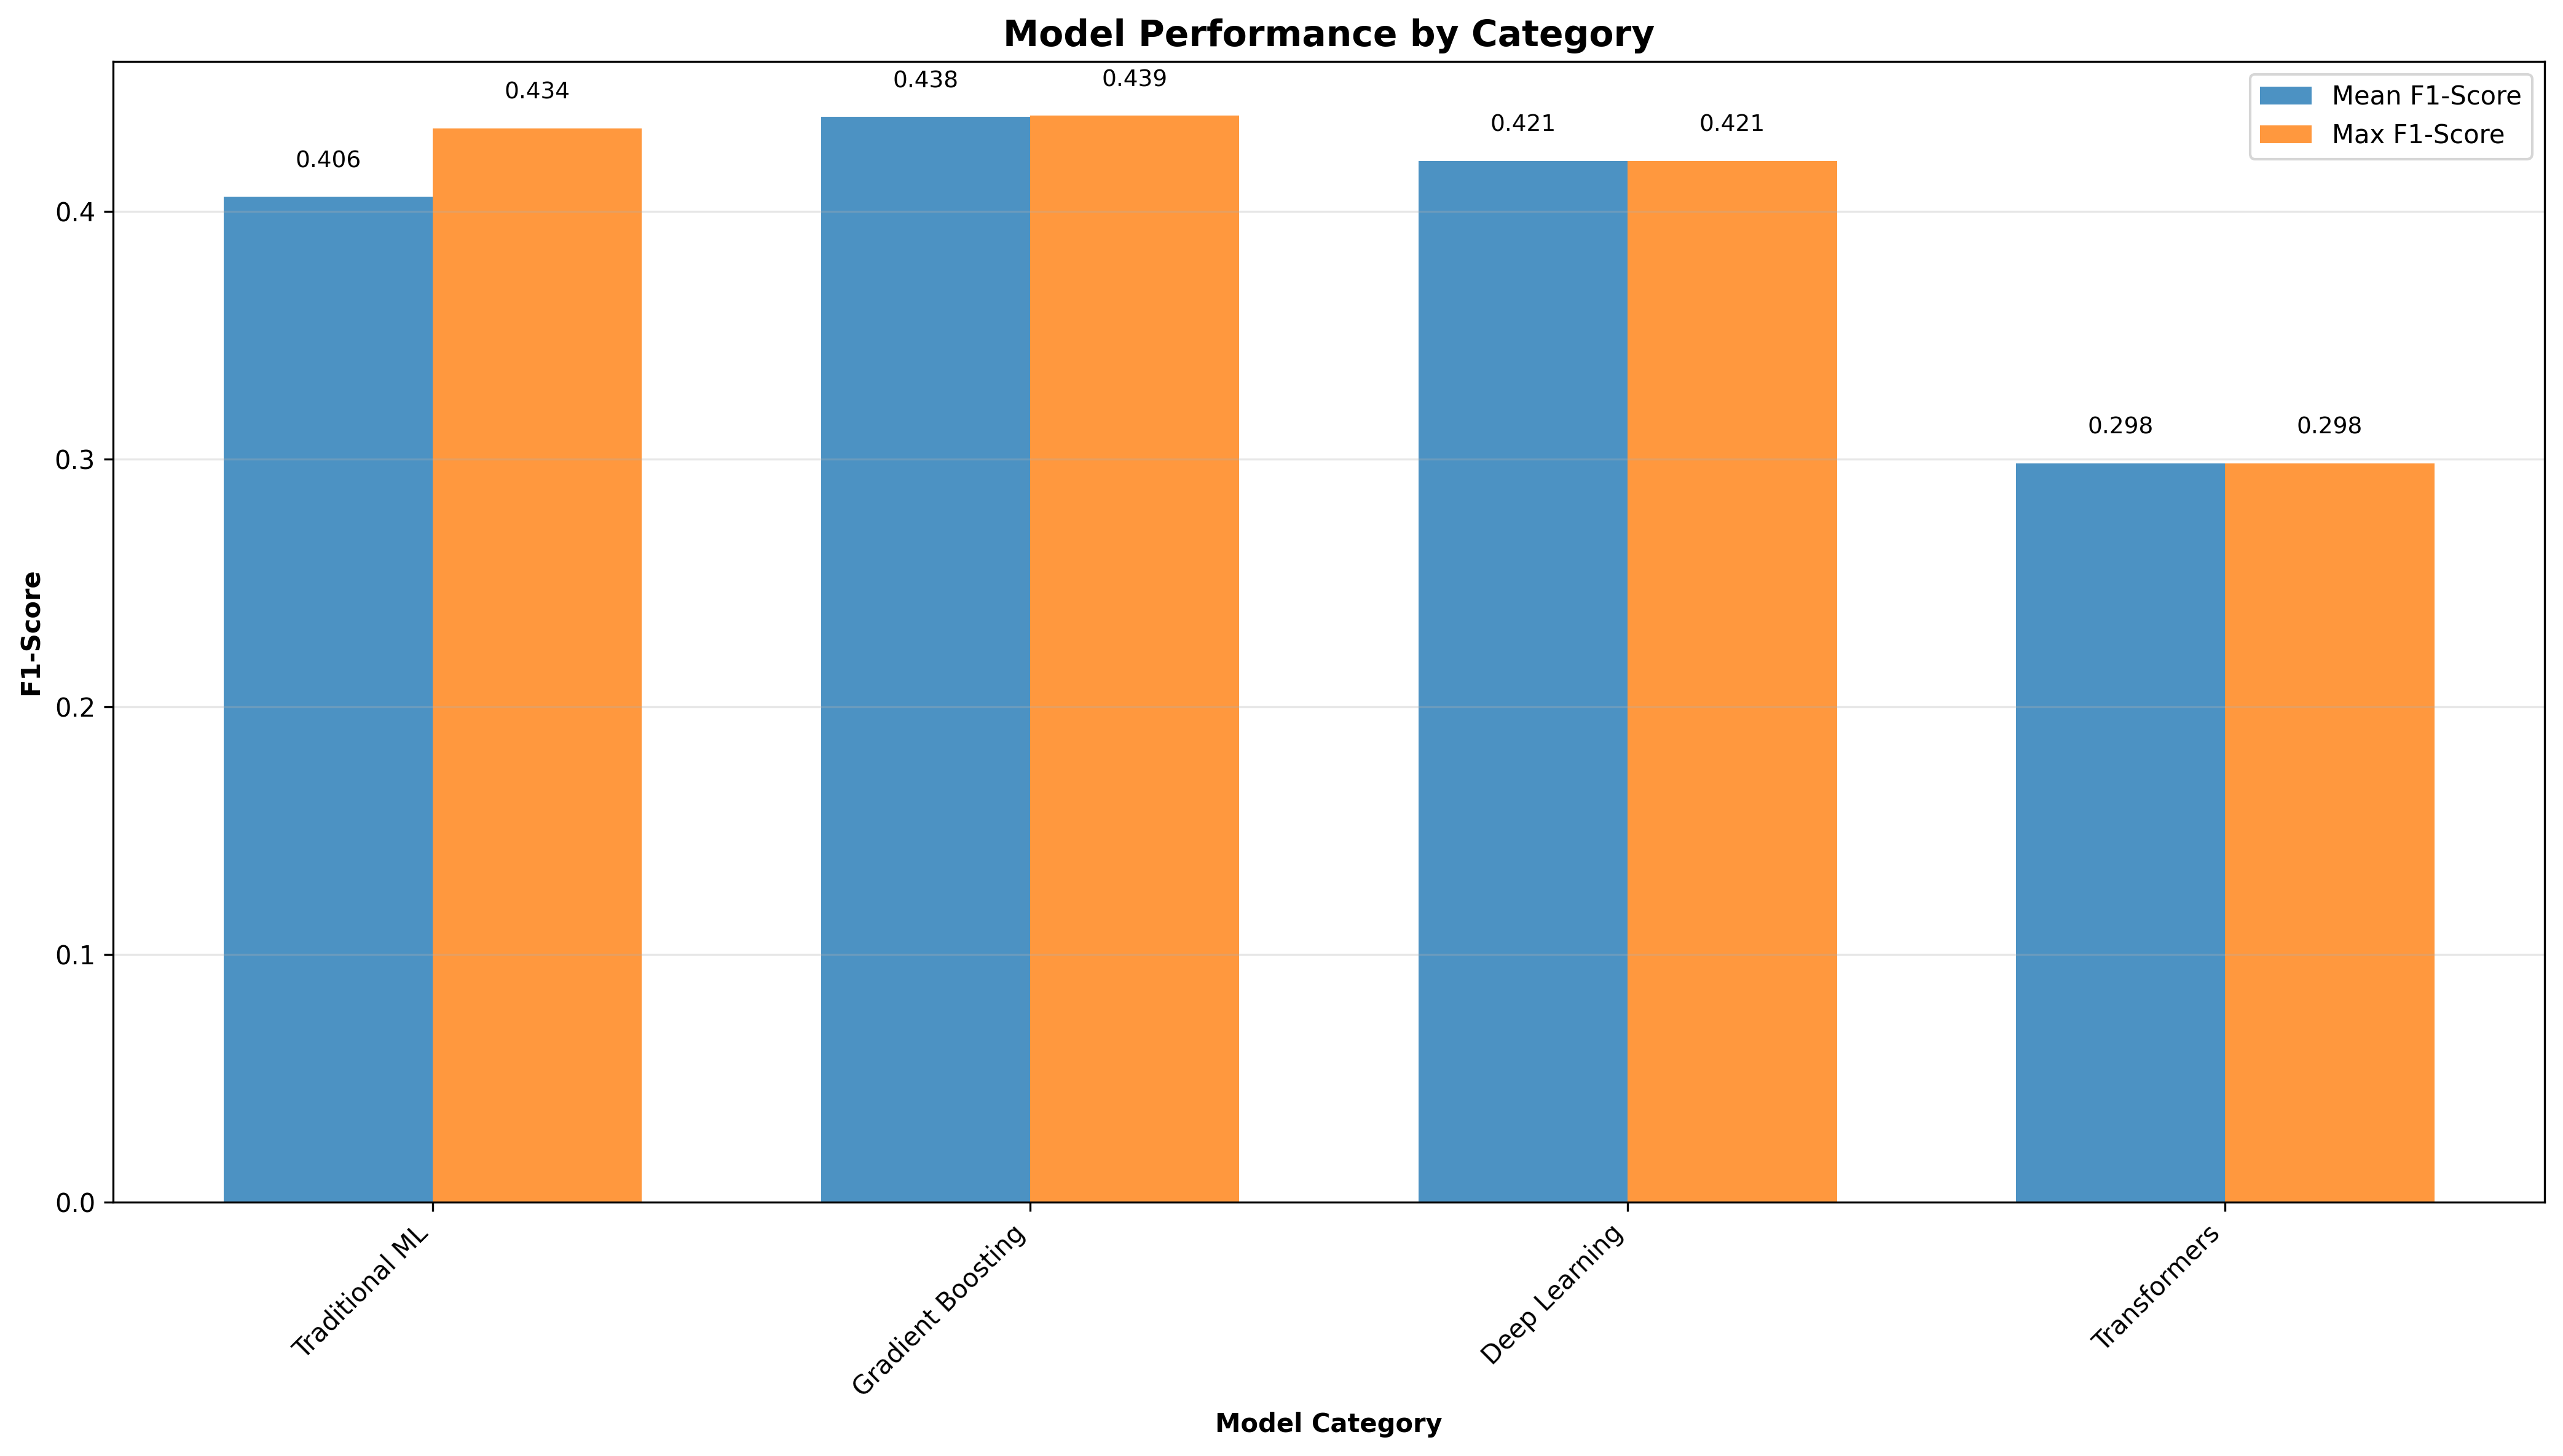 Model Performance by Category
Mean F1-Score
Max F1-Score
0.406
0.434
0.438
0.439
0.421
0.421
0.298
0.298
F1-Score
0.4
0.3
0.2
0.1
0.0
Traditional ML
Gradient Boosting
Deep Learning
Transformers
Model Category